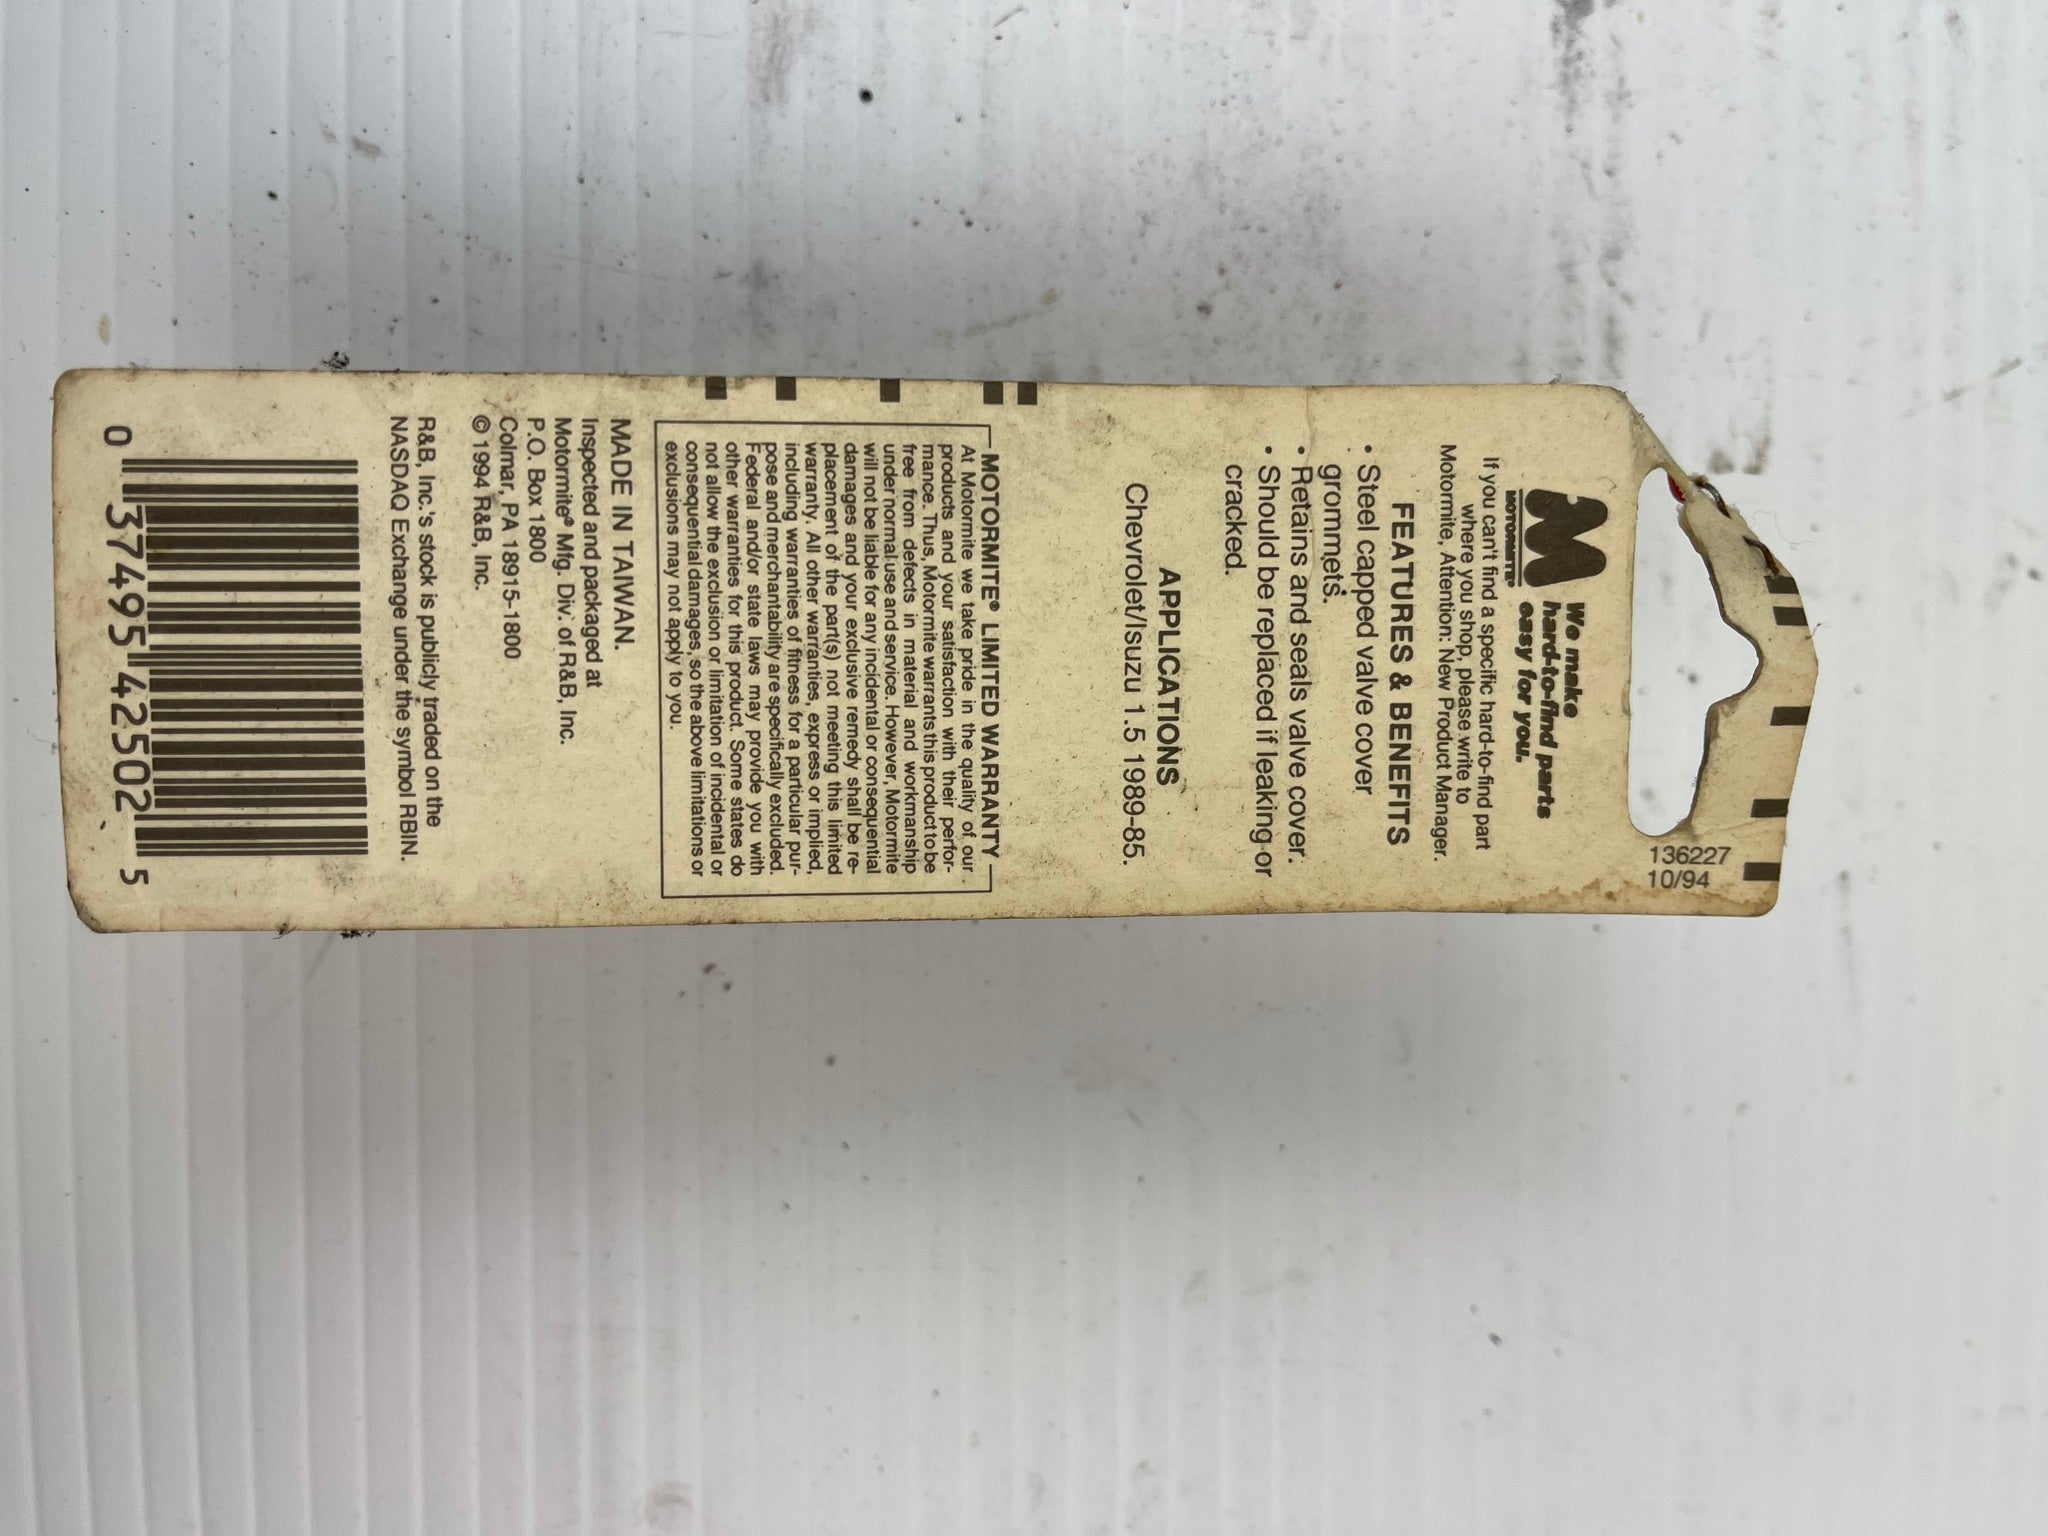 136227
10/94
We make
hard-to-find parts
easy for you.
MOTORMITE®
If you can't find a specific hard-to-find part
where you shop, please write to
Motormite, Attention: New Product Manager.
FEATURES & BENEFITS
• Steel capped valve cover
grommets.
• Retains and seals valve cover.
• Should be replaced if leaking or
cracked.
APPLICATIONS
Chevrolet/Isuzu 1.5 1989-85.
MOTORMITE® LIMITED WARRANTY
At Motormite we take pride in the quality of our
products and your satisfaction with their perfor-
mance. Thus, Motormite warrants this product to be
free from defects in material and workmanship
under normal use and service. However, Motormite
will not be liable for any incidental or consequential
damages and your exclusive remedy shall be re-
placement of the part(s) not meeting this limited
warranty. All other warranties, express or implied,
including warranties of fitness for a particular pur-
pose and merchantability are specifically excluded.
Federal and/or state laws may provide you with
other warranties for this product. Some states do
not allow the exclusion or limitation of incidental or
consequential damages, so the above limitations or
exclusions may not apply to you.
MADE IN TAIWAN.
Inspected and packaged at
Motormite® Mfg. Div. of R&B, Inc.
P.O. Box 1800
Colmar, PA 18915-1800
© 1994 R&B, Inc.
R&B, Inc.'s stock is publicly traded on the
NASDAQ Exchange under the symbol RBIN.
0 37495 42502 5